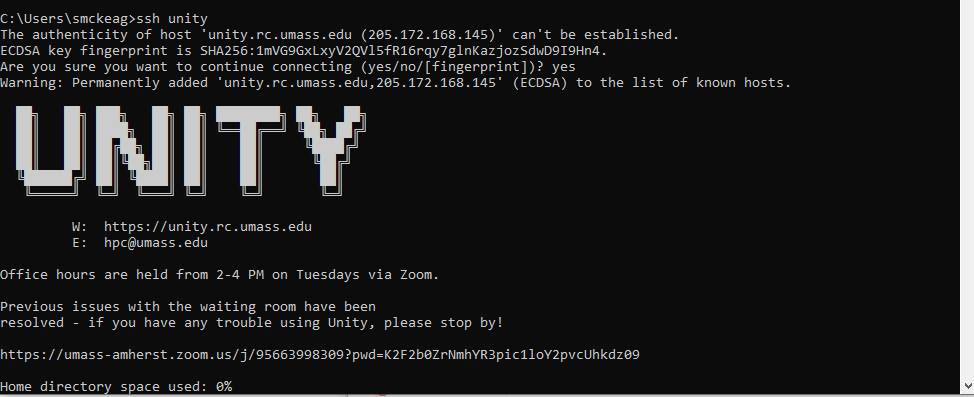 C:\Users\smckeag>ssh unity
The authenticity of host 'unity.rc.umass.edu (205.172.168.145)' can't be established.
ECDSA key fingerprint is SHA256:1mVG9GxLxyV2QVl5fR16rqy7glnKazjozSdwD9I9Hn4.
Are you sure you want to continue connecting (yes/no/[fingerprint])? yes
Warning: Permanently added 'unity.rc.umass.edu,205.172.168.145' (ECDSA) to the list of known hosts.
UNITY
W: https://unity.rc.umass.edu
E: hpc@umass.edu
Office hours are held from 2-4 PM on Tuesdays via Zoom.
Previous issues with the waiting room have been
resolved - if you have any trouble using Unity, please stop by!
https://umass-amherst.zoom.us/j/95663998309?pwd=K2F2b0ZrNmhYR3pic1loY2pvcUhkdz09
Home directory space used: 0%